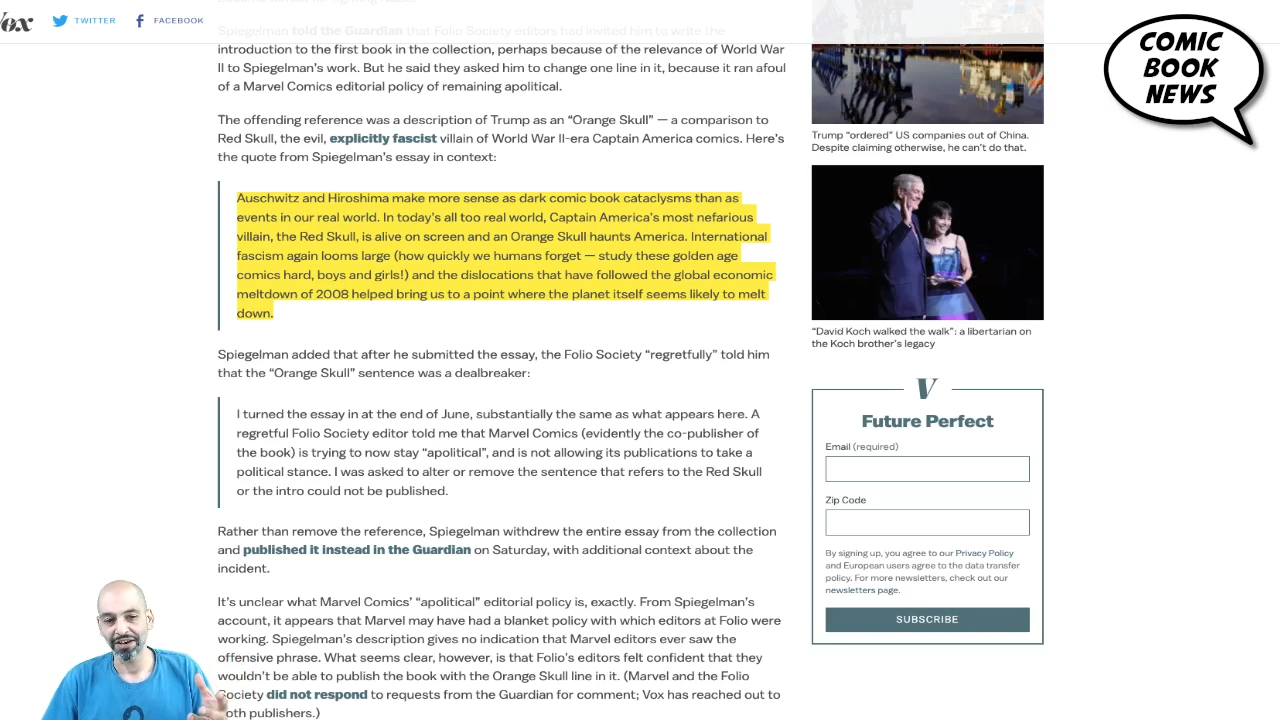 Vox
TWITTER
FACEBOOK
Spiegelman told the Guardian that Folio Society editors had invited him to write the
introduction to the first book in the collection, perhaps because of the relevance of World War
II to Spiegelman’s work. But he said they asked him to change one line in it, because it ran afoul
of a Marvel Comics editorial policy of remaining apolitical.
The offending reference was a description of Trump as an “Orange Skull” — a comparison to
Red Skull, the evil, explicitly fascist villain of World War II-era Captain America comics. Here’s
the quote from Spiegelman’s essay in context:
Auschwitz and Hiroshima make more sense as dark comic book cataclysms than as
events in our real world. In today’s all too real world, Captain America’s most nefarious
villain, the Red Skull, is alive on screen and an Orange Skull haunts America. International
fascism again looms large (how quickly we humans forget — study these golden age
comics hard, boys and girls!) and the dislocations that have followed the global economic
meltdown of 2008 helped bring us to a point where the planet itself seems likely to melt
down.
Spiegelman added that after he submitted the essay, the Folio Society “regretfully” told him
that the “Orange Skull” sentence was a dealbreaker:
I turned the essay in at the end of June, substantially the same as what appears here. A
regretful Folio Society editor told me that Marvel Comics (evidently the co-publisher of
the book) is trying to now stay “apolitical”, and is not allowing its publications to take a
political stance. I was asked to alter or remove the sentence that refers to the Red Skull
or the intro could not be published.
Rather than remove the reference, Spiegelman withdrew the entire essay from the collection
and published it instead in the Guardian on Saturday, with additional context about the
incident.
It’s unclear what Marvel Comics’ “apolitical” editorial policy is, exactly. From Spiegelman’s
account, it appears that Marvel may have had a blanket policy with which editors at Folio were
working. Spiegelman’s description gives no indication that Marvel editors ever saw the
offensive phrase. What seems clear, however, is that Folio’s editors felt confident that they
wouldn’t be able to publish the book with the Orange Skull line in it. (Marvel and the Folio
Society did not respond to requests from the Guardian for comment; Vox has reached out to
both publishers.)
Trump “ordered” US companies out of China.
Despite claiming otherwise, he can’t do that.
“David Koch walked the walk”: a libertarian on
the Koch brother’s legacy
V
Future Perfect
Email (required)
Zip Code
By signing up, you agree to our Privacy Policy
and European users agree to the data transfer
policy. For more newsletters, check out our
newsletters page.
SUBSCRIBE
COMIC
BOOK
NEWS